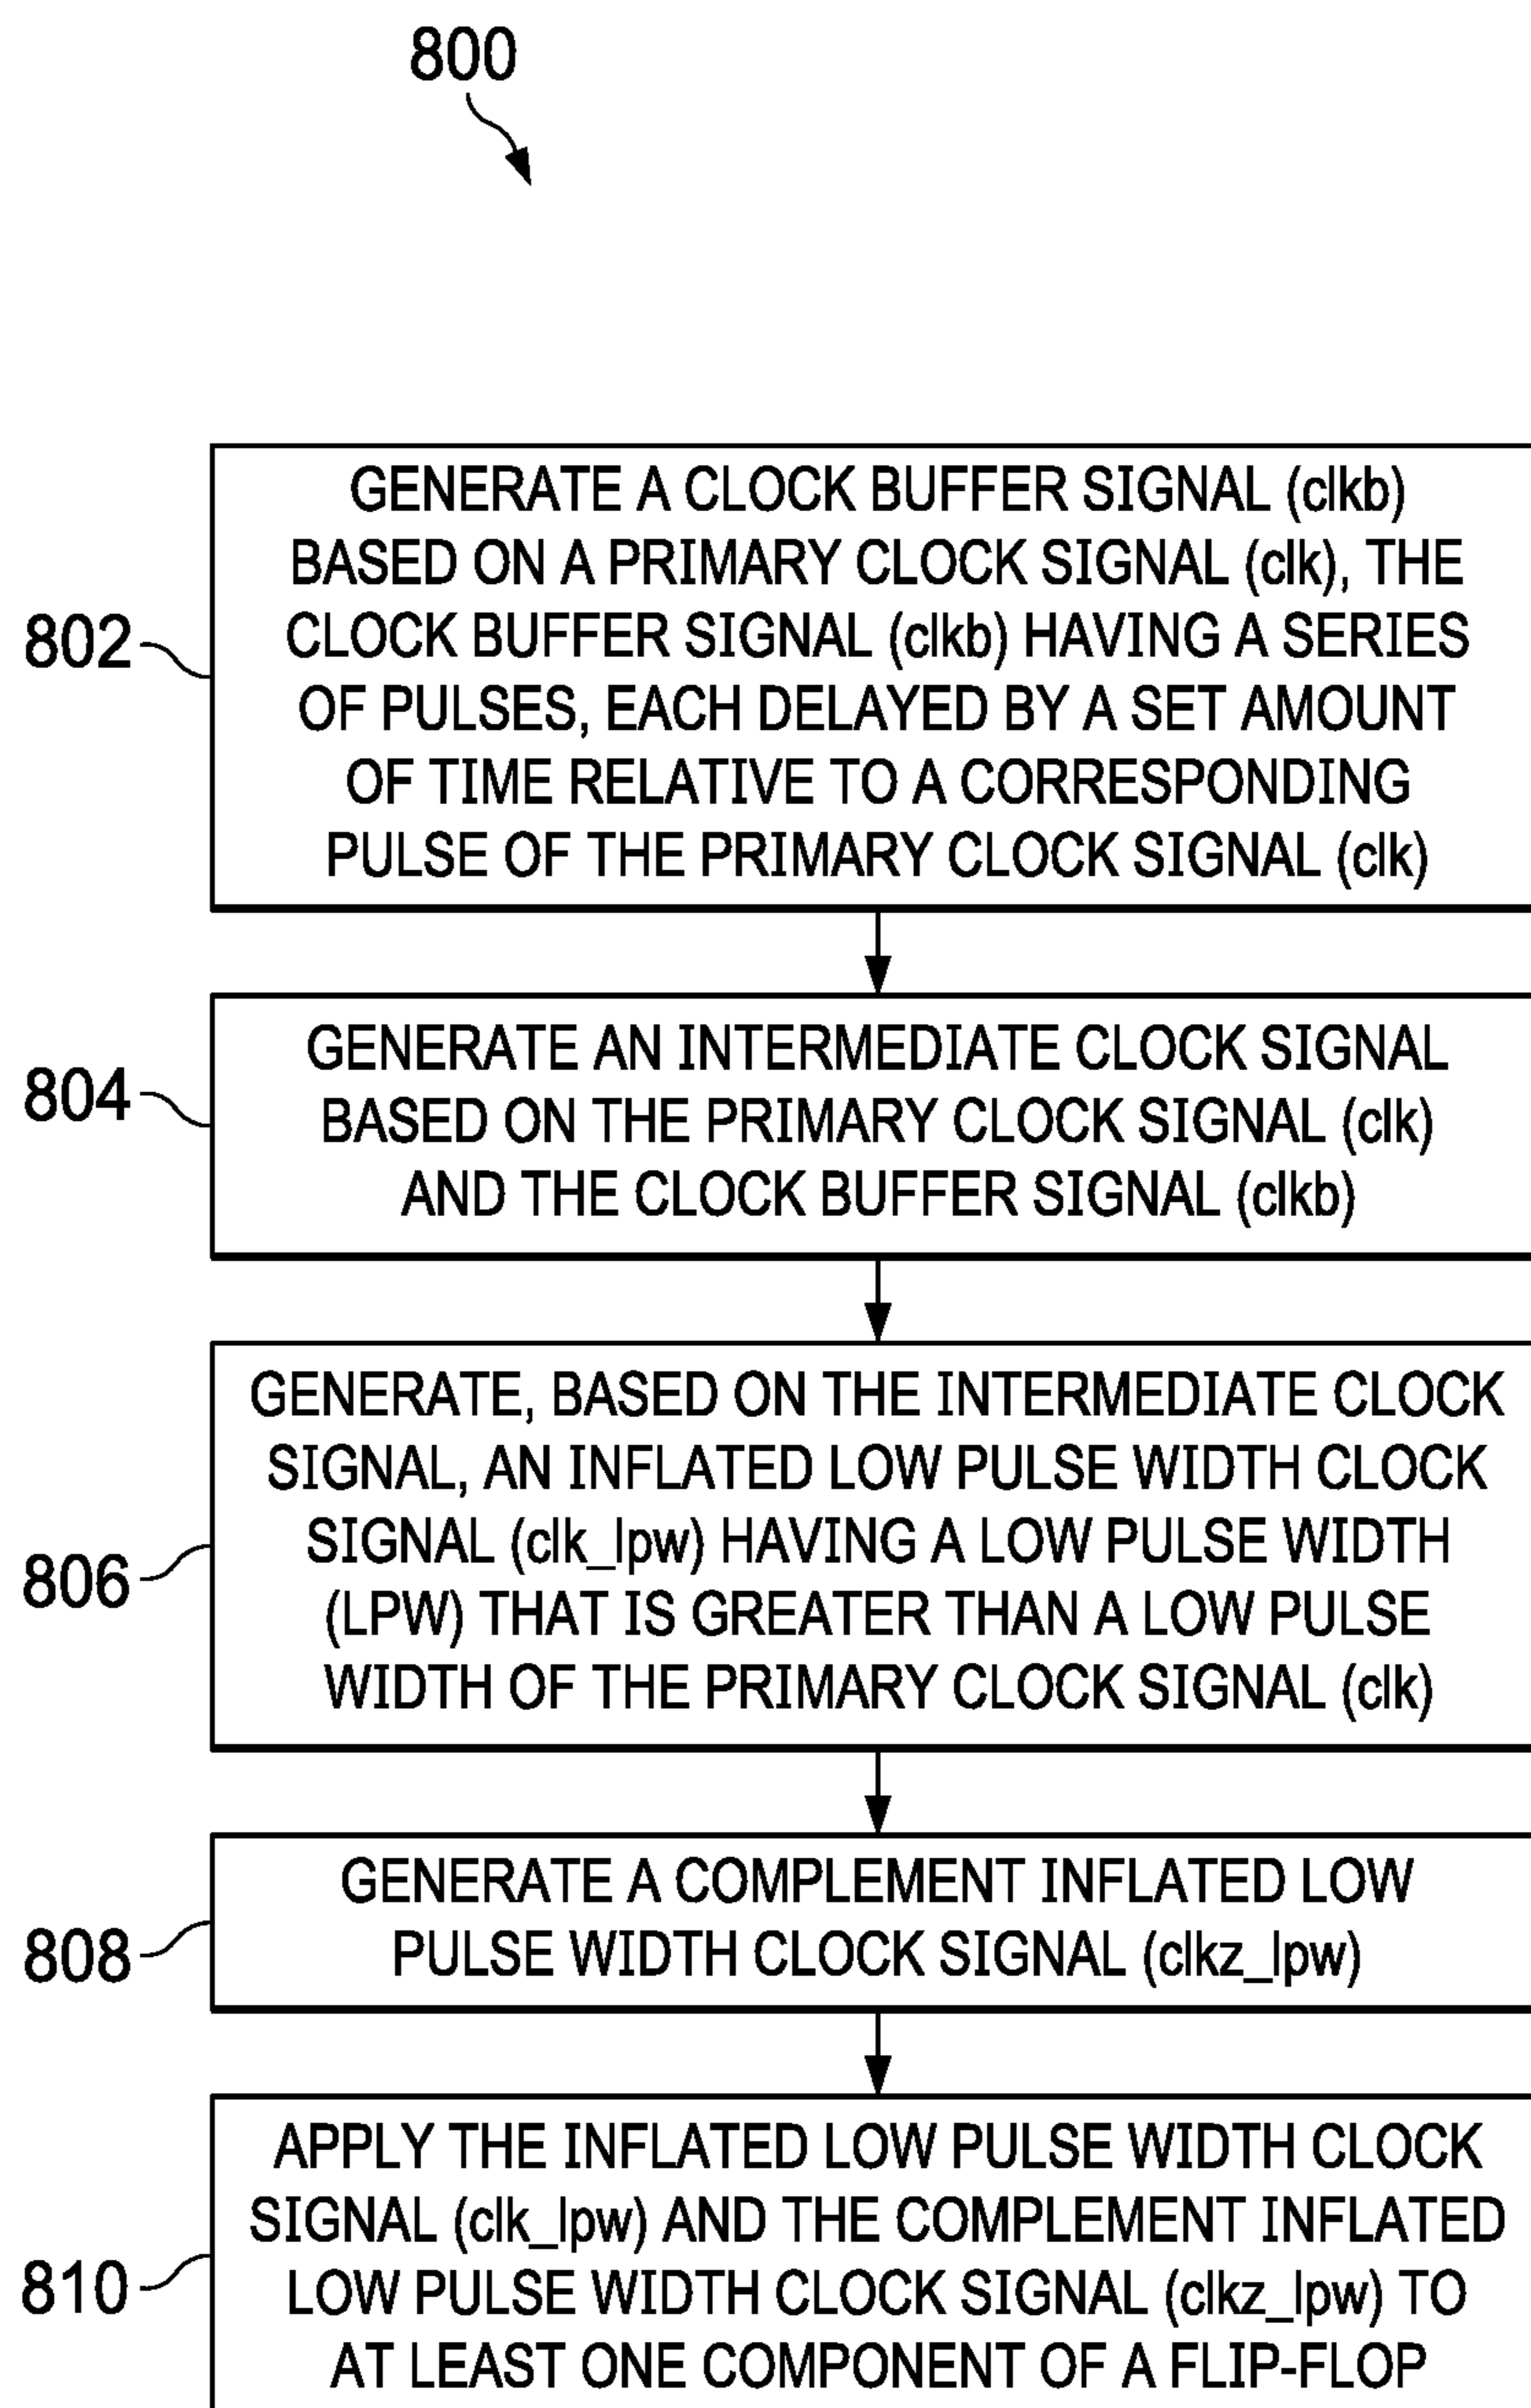 800
GENERATE A CLOCK BUFFER SIGNAL (clkb)
BASED ON A PRIMARY CLOCK SIGNAL (clk), THE
CLOCK BUFFER SIGNAL (clkb) HAVING A SERIES
OF PULSES, EACH DELAYED BY A SET AMOUNT
OF TIME RELATIVE TO A CORRESPONDING
PULSE OF THE PRIMARY CLOCK SIGNAL (clk)
802
GENERATE AN INTERMEDIATE CLOCK SIGNAL
BASED ON THE PRIMARY CLOCK SIGNAL (clk)
AND THE CLOCK BUFFER SIGNAL (clkb)
804
GENERATE, BASED ON THE INTERMEDIATE CLOCK
SIGNAL, AN INFLATED LOW PULSE WIDTH CLOCK
SIGNAL (clk_lpw) HAVING A LOW PULSE WIDTH
(LPW) THAT IS GREATER THAN A LOW PULSE
WIDTH OF THE PRIMARY CLOCK SIGNAL (clk)
806
GENERATE A COMPLEMENT INFLATED LOW
PULSE WIDTH CLOCK SIGNAL (clkz_lpw)
808
APPLY THE INFLATED LOW PULSE WIDTH CLOCK
SIGNAL (clk_lpw) AND THE COMPLEMENT INFLATED
LOW PULSE WIDTH CLOCK SIGNAL (clkz_lpw) TO
AT LEAST ONE COMPONENT OF A FLIP-FLOP
810